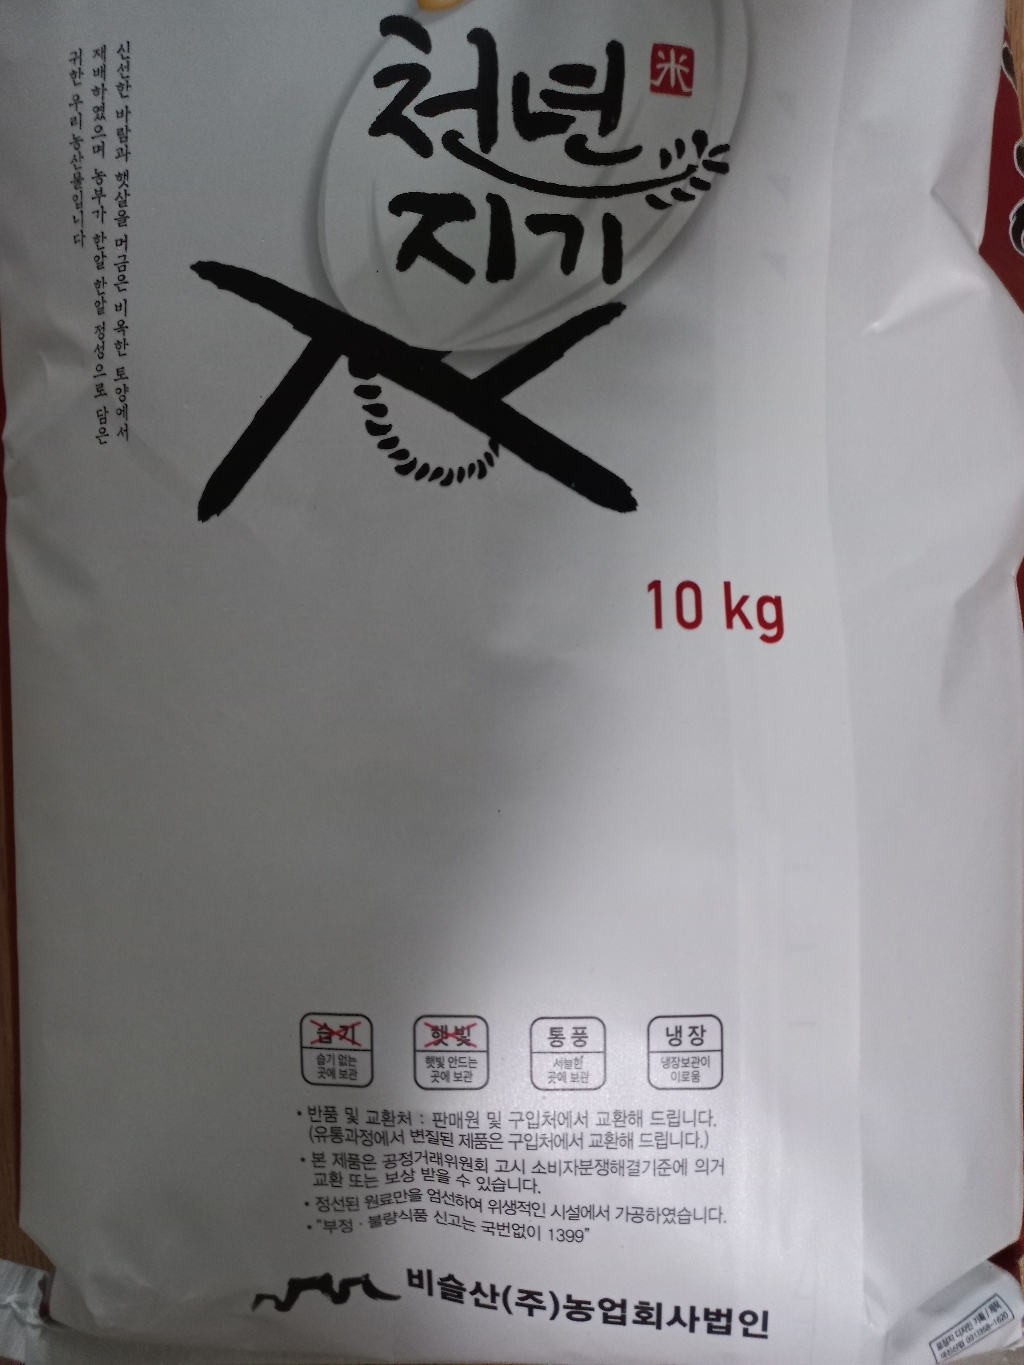 신선한 바람과 햇살을 머금은 비옥한 토양에서
재배하였으며 농부가 한알 한알 정성으로 담은
귀한 우리농산물입니다
천년
米
지기
10 kg
습기
습기 없는
곳에 보관
햇빛
햇빛 안드는
곳에 보관
통풍
서늘한
곳에 보관
냉장
냉장보관이
이로움
• 반품 및 교환처 : 판매원 및 구입처에서 교환해 드립니다.
(유통과정에서 변질된 제품은 구입처에서 교환해 드립니다.)
• 본 제품은 공정거래위원회 고시 소비자분쟁해결기준에 의거
교환 또는 보상 받을 수 있습니다.
• 정선된 원료만을 엄선하여 위생적인 시설에서 가공하였습니다.
• "부정 · 불량식품 신고는 국번없이 1399"
비슬산(주)농업회사법인
포장지 디자인 기획 / 제작